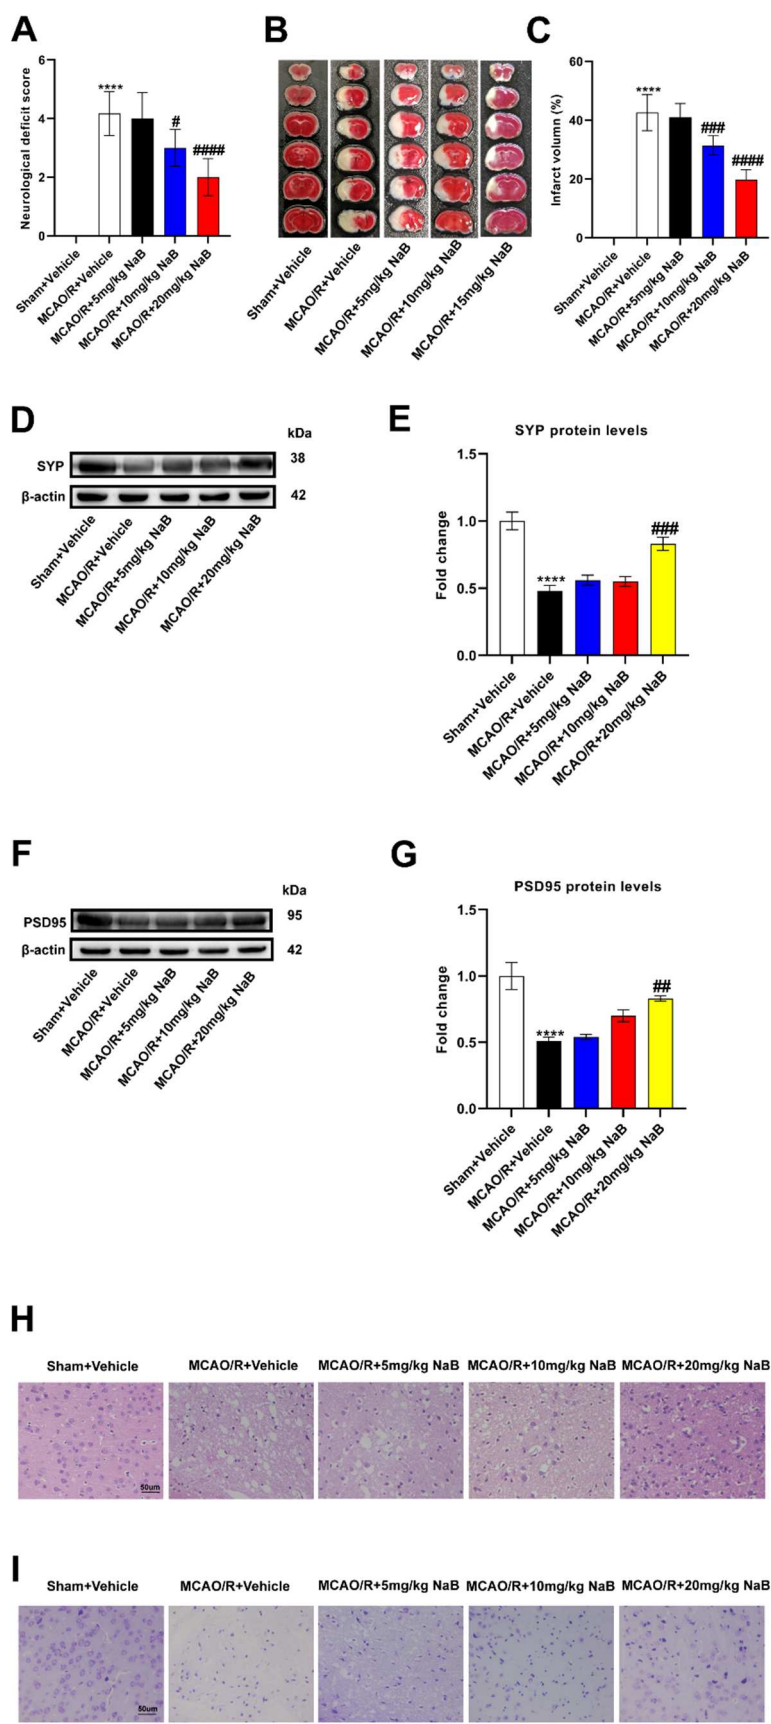 A
Neurological deficit score
6
4
2
0
****
#
####
Sham+Vehicle
MCAO/R+Vehicle
MCAO/R+5mg/kg NaB
MCAO/R+10mg/kg NaB
MCAO/R+20mg/kg NaB
B
Sham+Vehicle
MCAO/R+Vehicle
MCAO/R+5mg/kg NaB
MCAO/R+10mg/kg NaB
MCAO/R+15mg/kg NaB
C
Infarct volumn (%)
60
40
20
0
****
###
####
Sham+Vehicle
MCAO/R+Vehicle
MCAO/R+5mg/kg NaB
MCAO/R+10mg/kg NaB
MCAO/R+20mg/kg NaB
D
kDa
SYP
38
β-actin
42
Sham+Vehicle
MCAO/R+Vehicle
MCAO/R+5mg/kg NaB
MCAO/R+10mg/kg NaB
MCAO/R+20mg/kg NaB
E
SYP protein levels
Fold change
1.5
1.0
0.5
0.0
****
###
Sham+Vehicle
MCAO/R+Vehicle
MCAO/R+5mg/kg NaB
MCAO/R+10mg/kg NaB
MCAO/R+20mg/kg NaB
F
kDa
PSD95
95
β-actin
42
Sham+Vehicle
MCAO/R+Vehicle
MCAO/R+5mg/kg NaB
MCAO/R+10mg/kg NaB
MCAO/R+20mg/kg NaB
G
PSD95 protein levels
Fold change
1.5
1.0
0.5
0.0
****
##
Sham+Vehicle
MCAO/R+Vehicle
MCAO/R+5mg/kg NaB
MCAO/R+10mg/kg NaB
MCAO/R+20mg/kg NaB
H
Sham+Vehicle
MCAO/R+Vehicle
MCAO/R+5mg/kg NaB
MCAO/R+10mg/kg NaB
MCAO/R+20mg/kg NaB
50um
I
Sham+Vehicle
MCAO/R+Vehicle
MCAO/R+5mg/kg NaB
MCAO/R+10mg/kg NaB
MCAO/R+20mg/kg NaB
50um